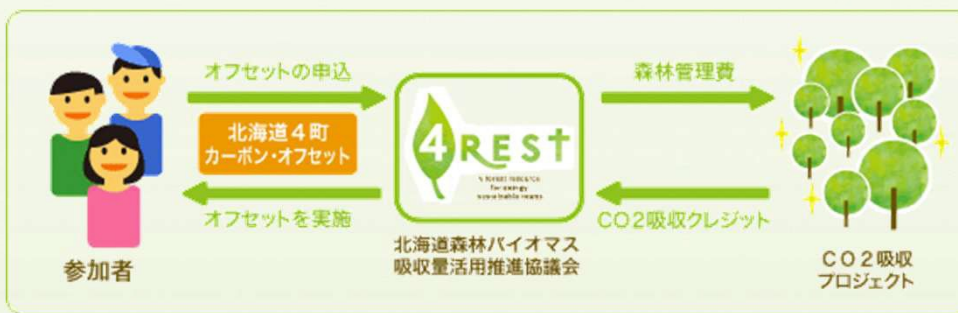 オフセットの申込
森林管理費
北海道4町
カーボン・オフセット
4REST
a forest resource
for energy
オフセットを実施
CO2吸収クレジット
参加者
北海道森林バイオマス
吸収量活用推進協議会
CO2吸収
プロジェクト